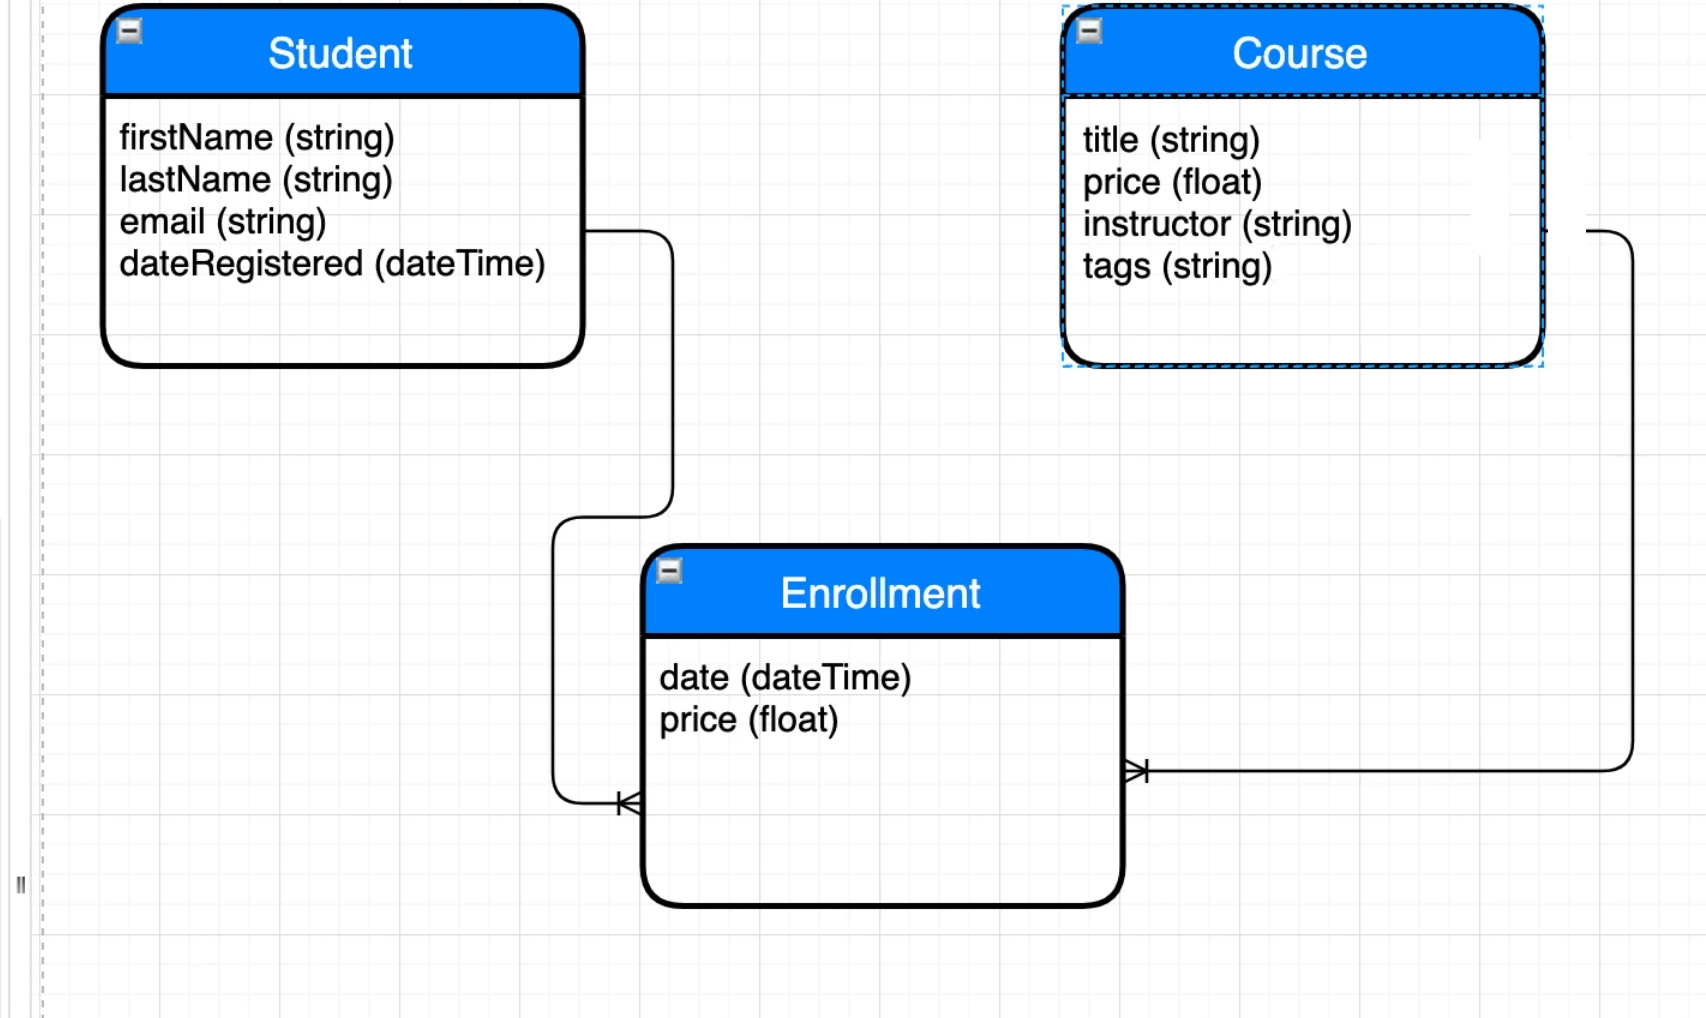 Student
firstName (string)
lastName (string)
email (string)
dateRegistered (dateTime)
Course
title (string)
price (float)
instructor (string)
tags (string)
Enrollment
date (dateTime)
price (float)